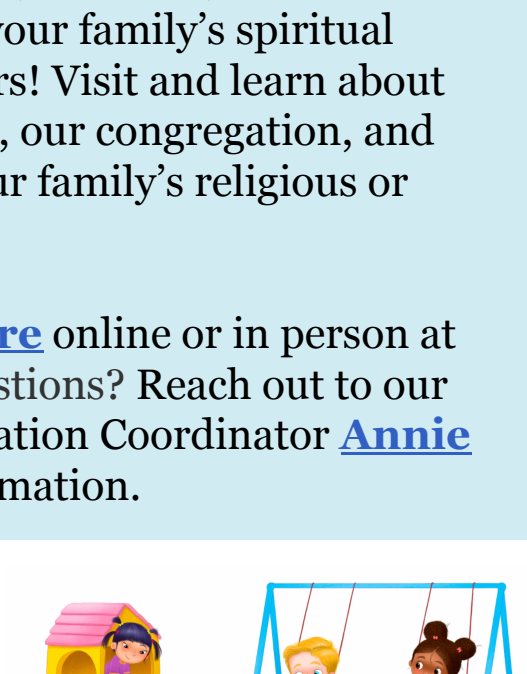 your family's spiritual
rs! Visit and learn about
, our congregation, and
ur family's religious or
re online or in person at
stions? Reach out to our
ation Coordinator Annie
mation.